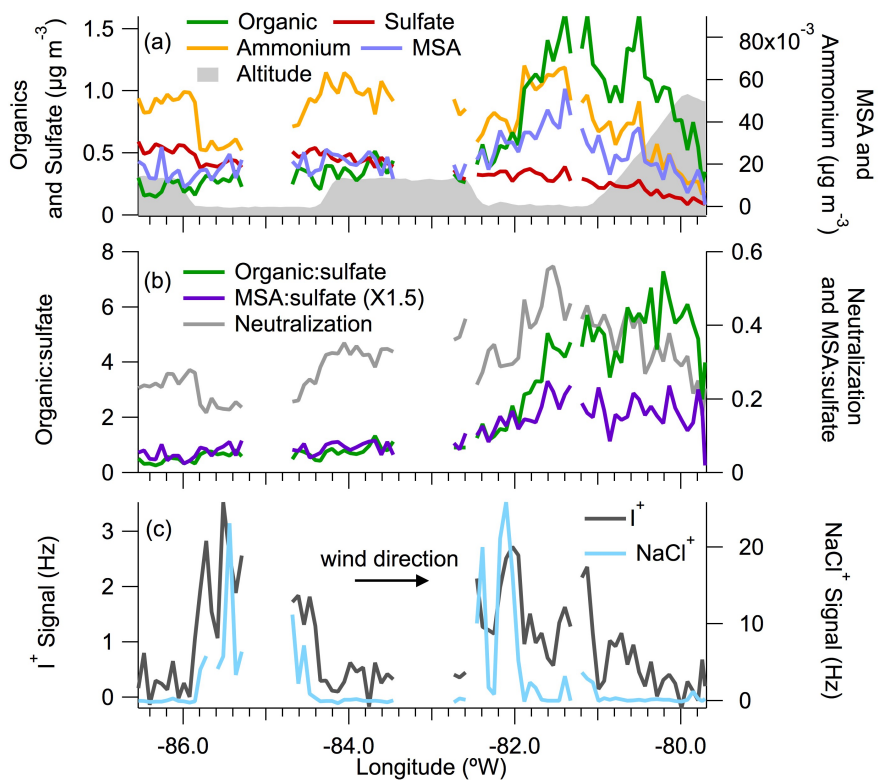 (a)
Organic Sulfate
Ammonium MSA
Altitude
1.5
1.0
0.5
0
Organics
and Sulfate (µg m⁻³)
80x10⁻³
60
40
20
0
MSA and
Ammonium (µg m⁻³)
(b)
Organic:sulfate
MSA:sulfate (X1.5)
Neutralization
8
6
4
2
0
Organic:sulfate
0.6
0.4
0.2
0
Neutralization
and MSA:sulfate
(c)
I⁺
NaCl⁺
wind direction
3
2
1
0
I⁺ Signal (Hz)
20
10
0
NaCl⁺ Signal (Hz)
-86.0 -84.0 -82.0 -80.0
Longitude (ºW)